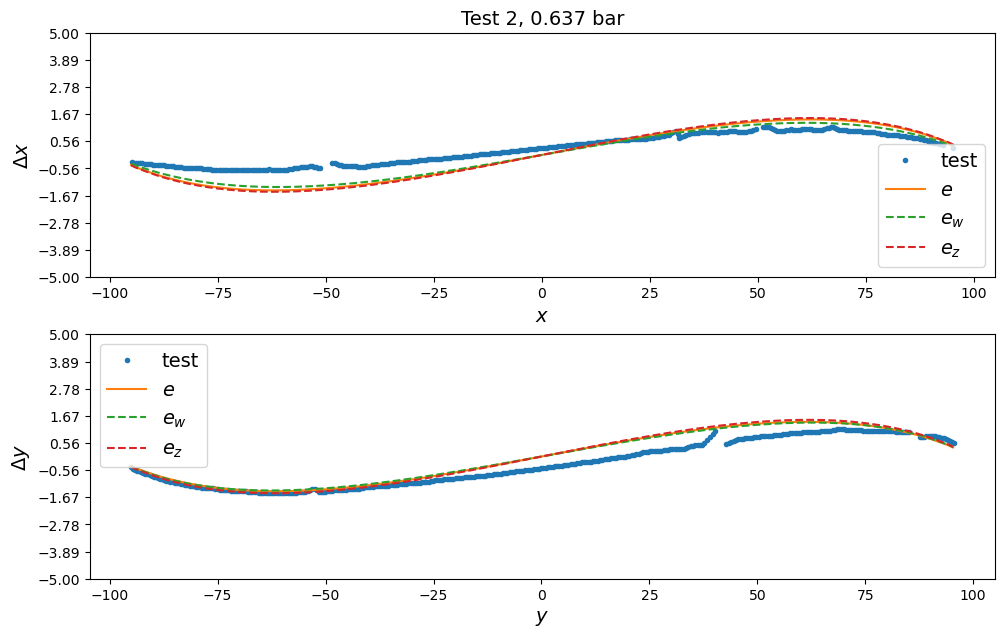 Test 2, 0.637 bar
5.00
3.89
2.78
1.67
0.56
−0.56
−1.67
−2.78
−3.89
−5.00
Δx
test
e
e_w
e_z
−100 −75 −50 −25 0 25 50 75 100
x
5.00
3.89
2.78
1.67
0.56
−0.56
−1.67
−2.78
−3.89
−5.00
Δy
test
e
e_w
e_z
−100 −75 −50 −25 0 25 50 75 100
y